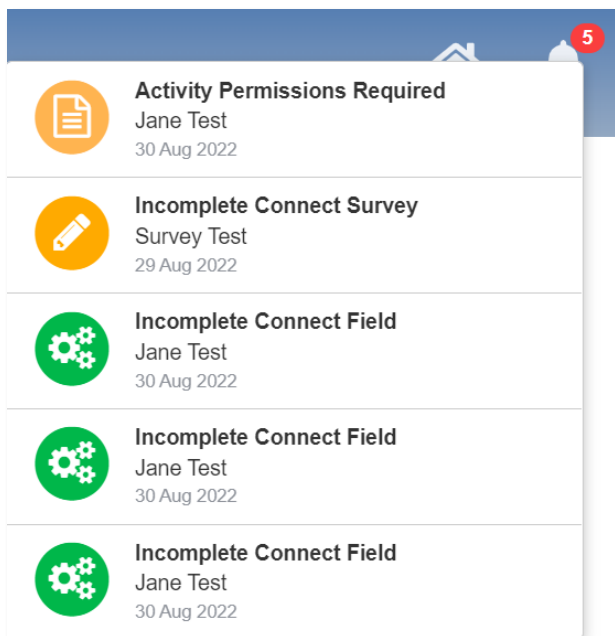 5
Activity Permissions Required
Jane Test
30 Aug 2022
Incomplete Connect Survey
Survey Test
29 Aug 2022
Incomplete Connect Field
Jane Test
30 Aug 2022
Incomplete Connect Field
Jane Test
30 Aug 2022
Incomplete Connect Field
Jane Test
30 Aug 2022